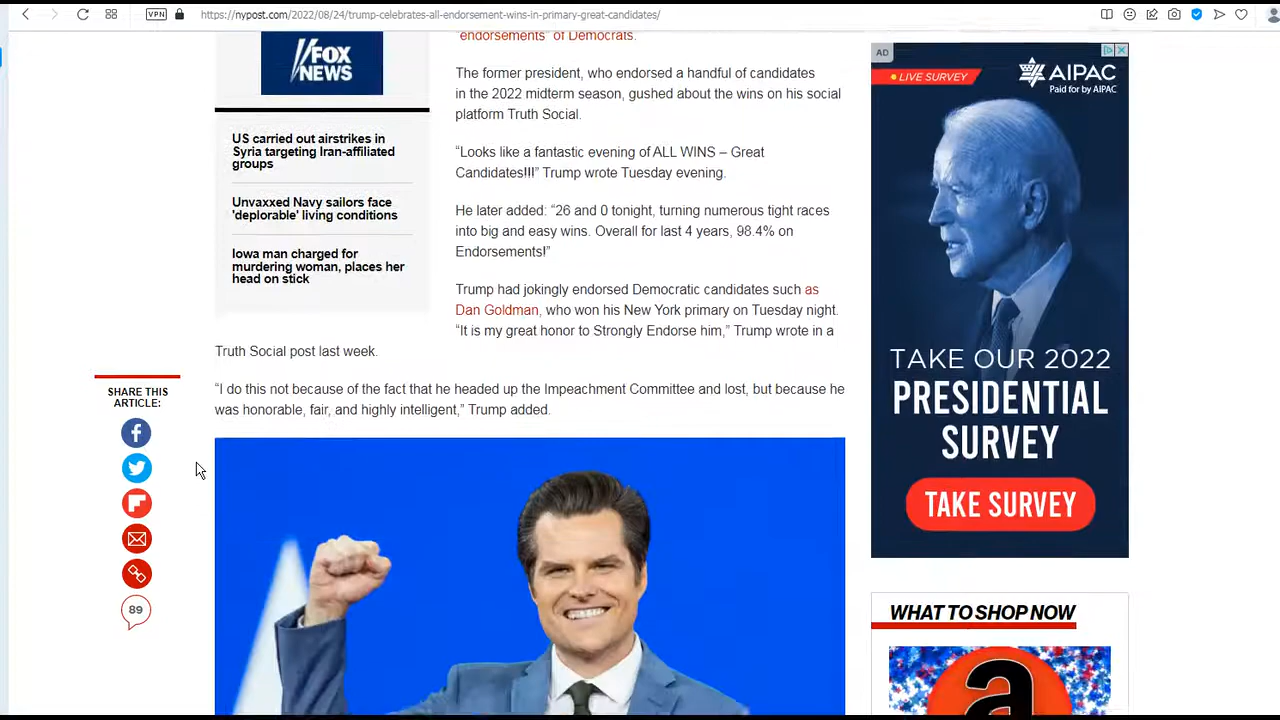 VPN
https://nypost.com/2022/08/24/trump-celebrates-all-endorsement-wins-in-primary-great-candidates/
FOX
NEWS
US carried out airstrikes in
Syria targeting Iran-affiliated
groups
Unvaxxed Navy sailors face
'deplorable' living conditions
Iowa man charged for
murdering woman, places her
head on stick
"endorsements" of Democrats.
The former president, who endorsed a handful of candidates
in the 2022 midterm season, gushed about the wins on his social
platform Truth Social.
“Looks like a fantastic evening of ALL WINS – Great
Candidates!!!” Trump wrote Tuesday evening.
He later added: “26 and 0 tonight, turning numerous tight races
into big and easy wins. Overall for last 4 years, 98.4% on
Endorsements!”
Trump had jokingly endorsed Democratic candidates such as
Dan Goldman, who won his New York primary on Tuesday night.
“It is my great honor to Strongly Endorse him,” Trump wrote in a
Truth Social post last week.
“I do this not because of the fact that he headed up the Impeachment Committee and lost, but because he
was honorable, fair, and highly intelligent,” Trump added.
SHARE THIS
ARTICLE:
89
AD
LIVE SURVEY
AIPAC
Paid for by AIPAC
TAKE OUR 2022
PRESIDENTIAL
SURVEY
TAKE SURVEY
WHAT TO SHOP NOW
a